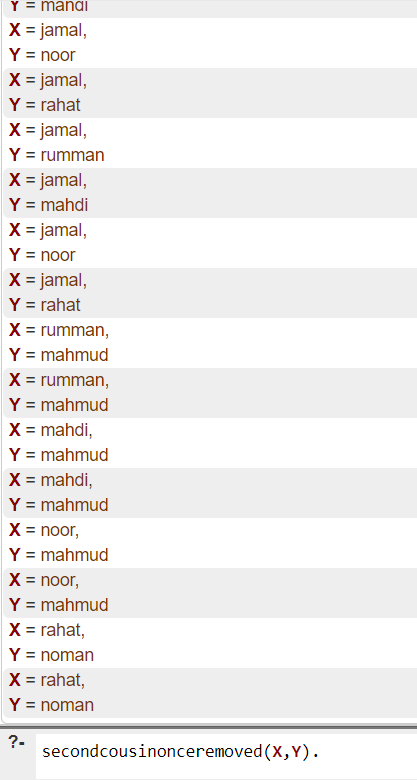 Y = mahdi
X = jamal,
Y = noor
X = jamal,
Y = rahat
X = jamal,
Y = rumman
X = jamal,
Y = mahdi
X = jamal,
Y = noor
X = jamal,
Y = rahat
X = rumman,
Y = mahmud
X = rumman,
Y = mahmud
X = mahdi,
Y = mahmud
X = mahdi,
Y = mahmud
X = noor,
Y = mahmud
X = noor,
Y = mahmud
X = rahat,
Y = noman
X = rahat,
Y = noman
?- secondcousinonceremoved(X,Y).